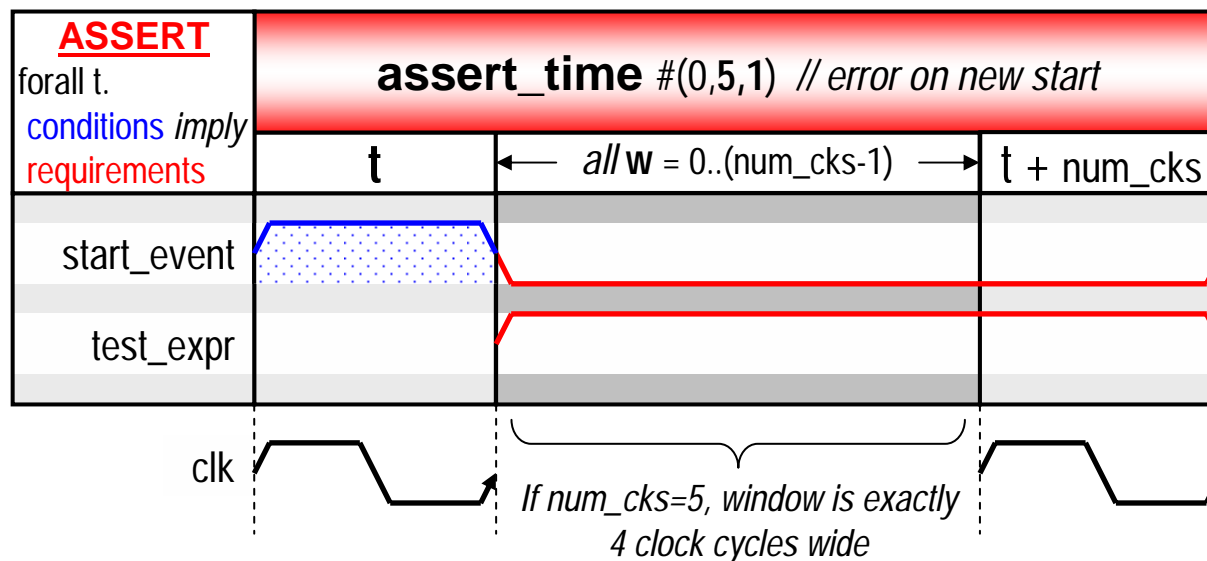 ASSERT
forall t.
conditions imply
requirements
assert_time #(0,5,1) // error on new start
t
all w = 0..(num_cks-1)
t + num_cks
start_event
test_expr
clk
If num_cks=5, window is exactly
4 clock cycles wide